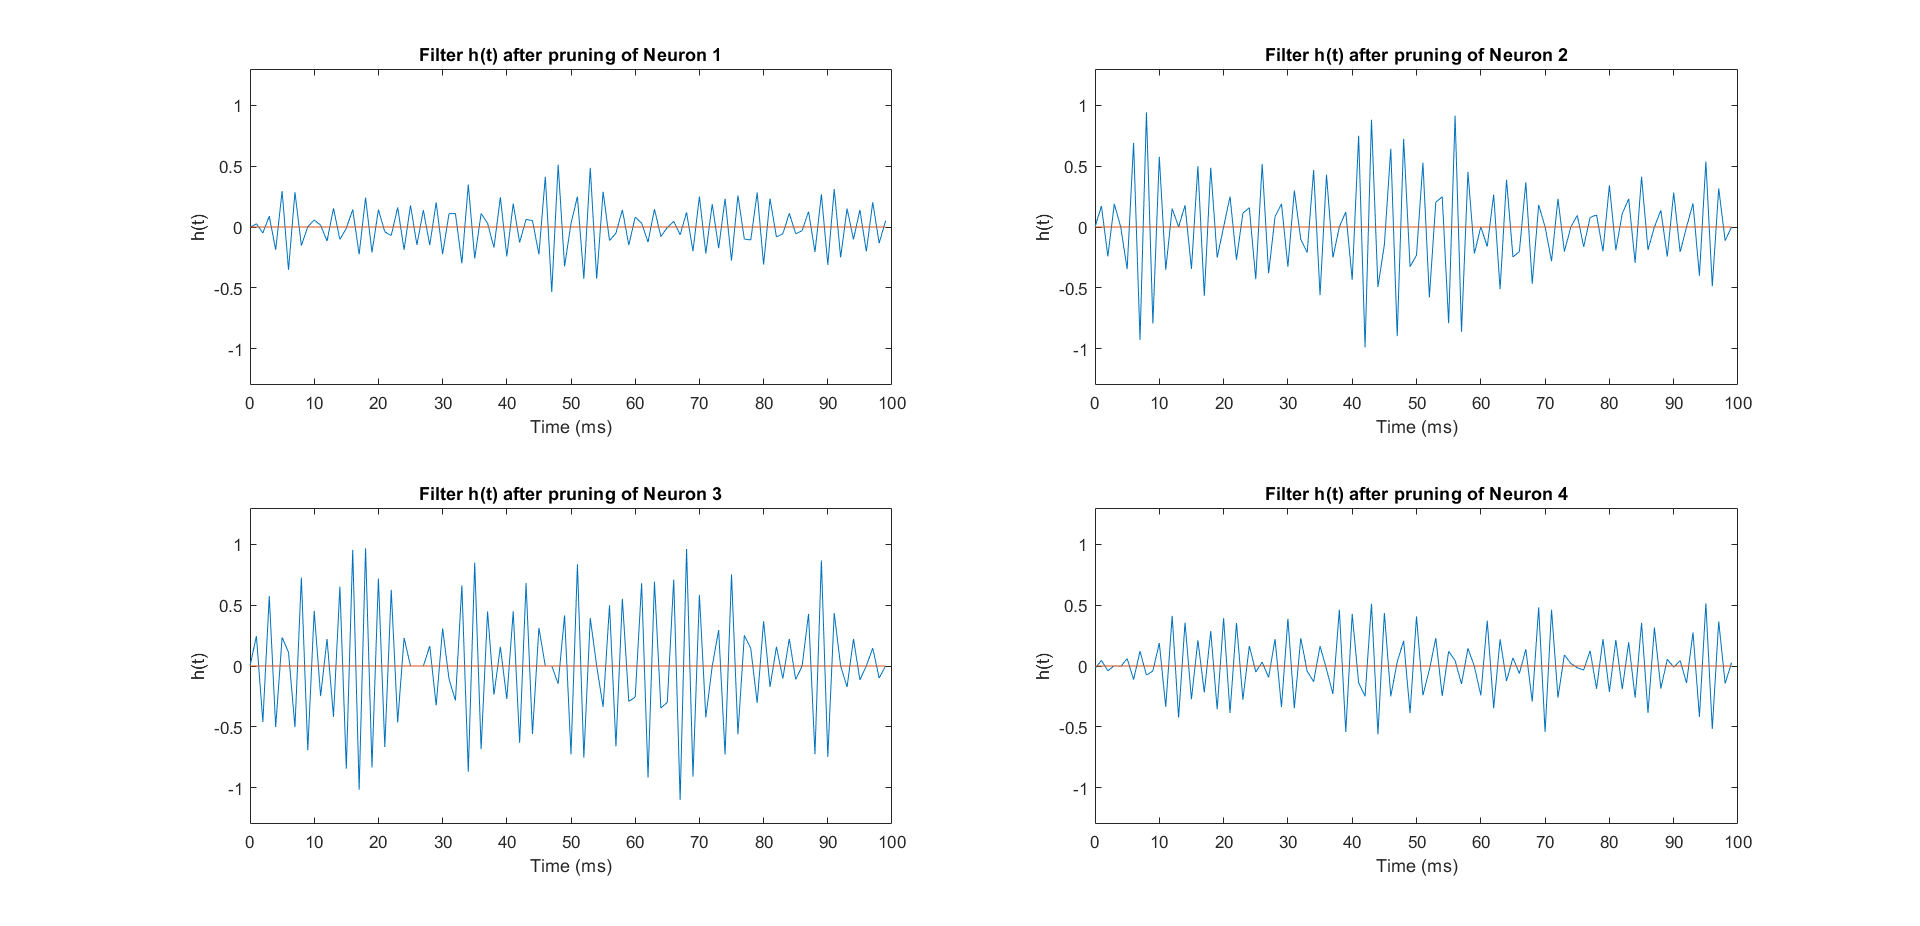 Filter h(t) after pruning of Neuron 1
1
0.5
0
-0.5
-1
h(t)
0 10 20 30 40 50 60 70 80 90 100
Time (ms)
Filter h(t) after pruning of Neuron 2
1
0.5
0
-0.5
-1
h(t)
0 10 20 30 40 50 60 70 80 90 100
Time (ms)
Filter h(t) after pruning of Neuron 3
1
0.5
0
-0.5
-1
h(t)
0 10 20 30 40 50 60 70 80 90 100
Time (ms)
Filter h(t) after pruning of Neuron 4
1
0.5
0
-0.5
-1
h(t)
0 10 20 30 40 50 60 70 80 90 100
Time (ms)